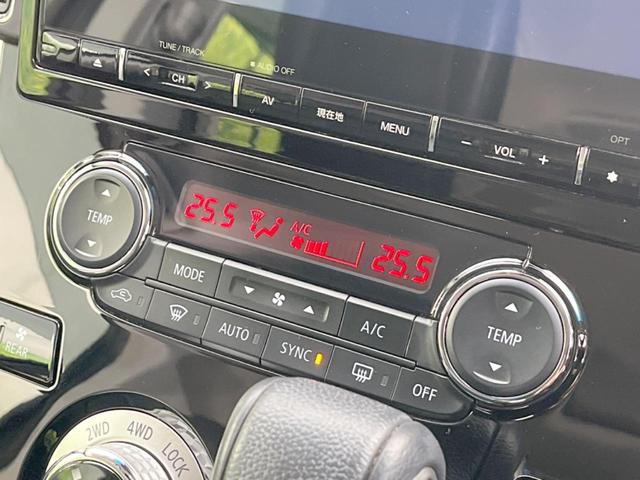 TUNE / TRACK
AUDIO OFF
< CH >
AV
現在地
MENU
− VOL +
OPT
TEMP
25.5
A/C
25.5
TEMP
MODE
A/C
AUTO
SYNC
OFF
REAR
2WD
4WD
LOCK